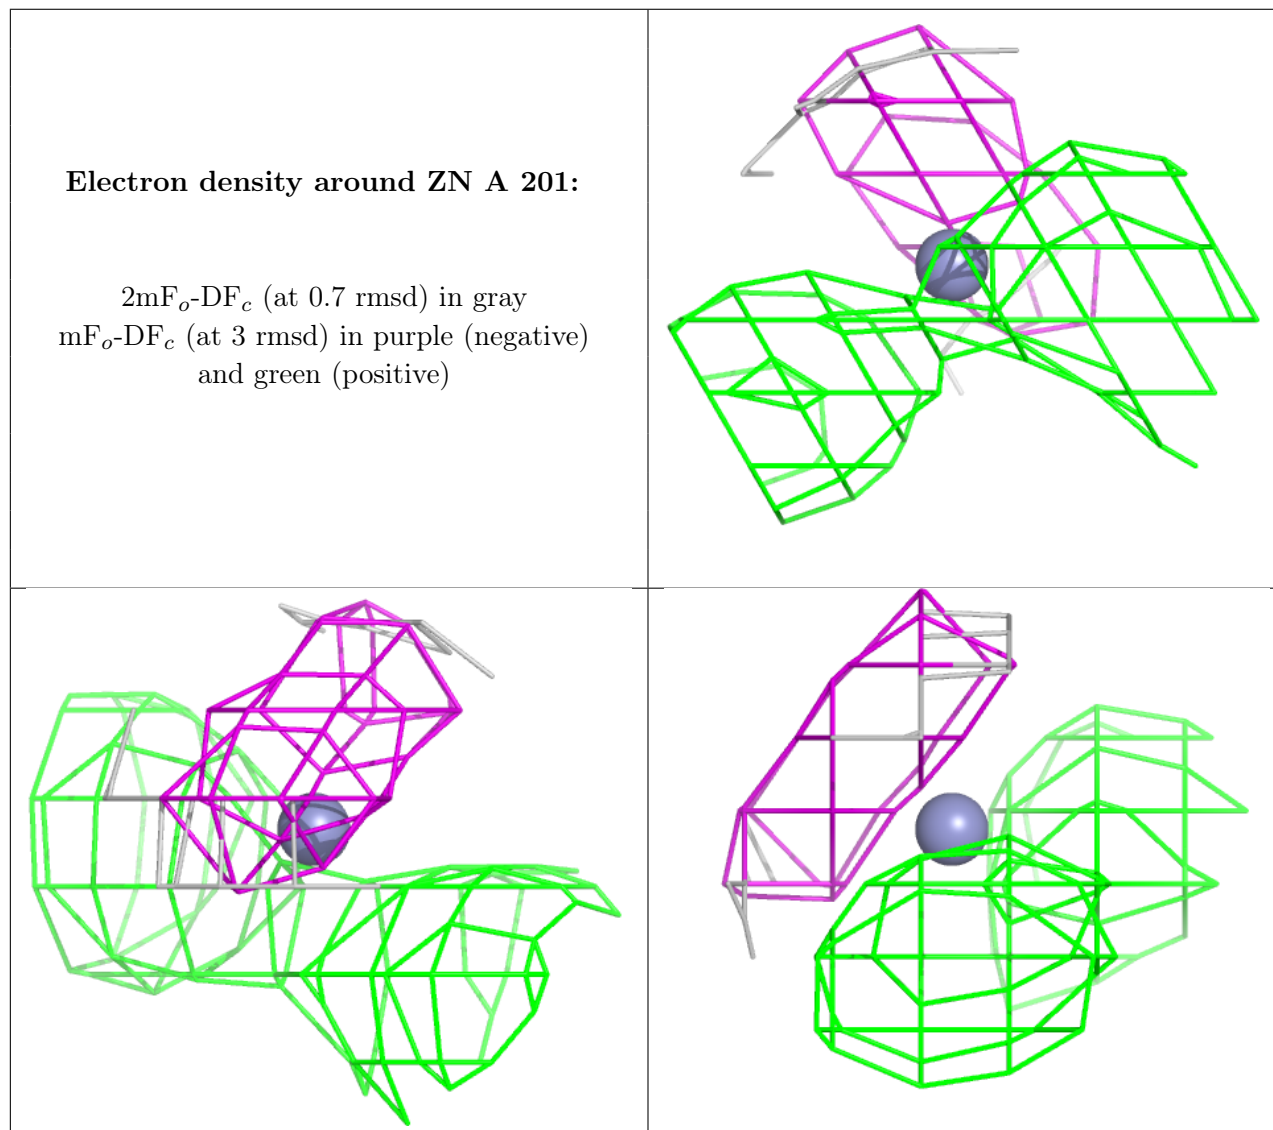 Electron density around ZN A 201:
2mFo-DFc (at 0.7 rmsd) in gray
mFo-DFc (at 3 rmsd) in purple (negative)
and green (positive)